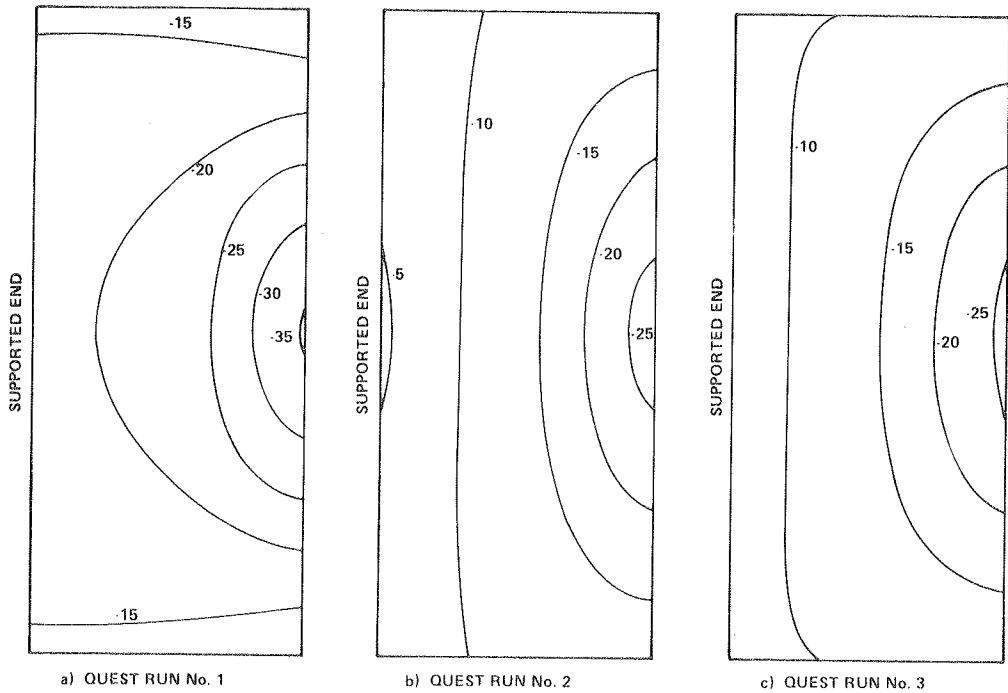 -15
-20
-25
-30
-35
-15
SUPPORTED END
a) QUEST RUN No. 1
-10
-15
-20
-5
-25
SUPPORTED END
b) QUEST RUN No. 2
-10
-15
-25
-20
SUPPORTED END
c) QUEST RUN No. 3